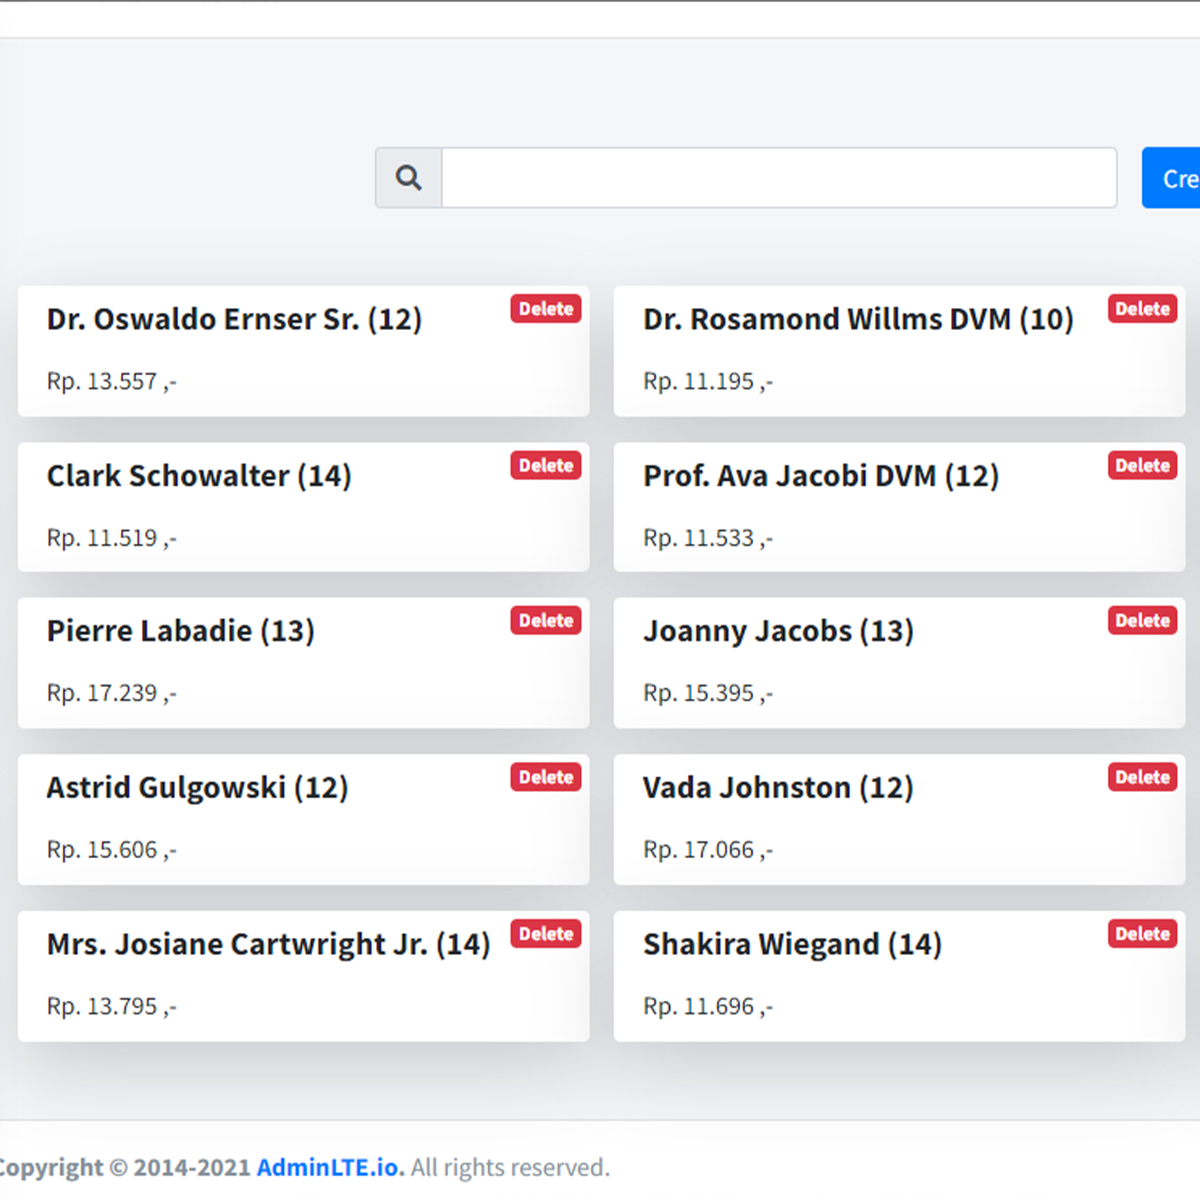 Cre
Dr. Oswaldo Ernser Sr. (12)
Delete
Rp. 13.557 ,-
Dr. Rosamond Willms DVM (10)
Delete
Rp. 11.195 ,-
Clark Schowalter (14)
Delete
Rp. 11.519 ,-
Prof. Ava Jacobi DVM (12)
Delete
Rp. 11.533 ,-
Pierre Labadie (13)
Delete
Rp. 17.239 ,-
Joanny Jacobs (13)
Delete
Rp. 15.395 ,-
Astrid Gulgowski (12)
Delete
Rp. 15.606 ,-
Vada Johnston (12)
Delete
Rp. 17.066 ,-
Mrs. Josiane Cartwright Jr. (14)
Delete
Rp. 13.795 ,-
Shakira Wiegand (14)
Delete
Rp. 11.696 ,-
Copyright © 2014-2021 AdminLTE.io. All rights reserved.